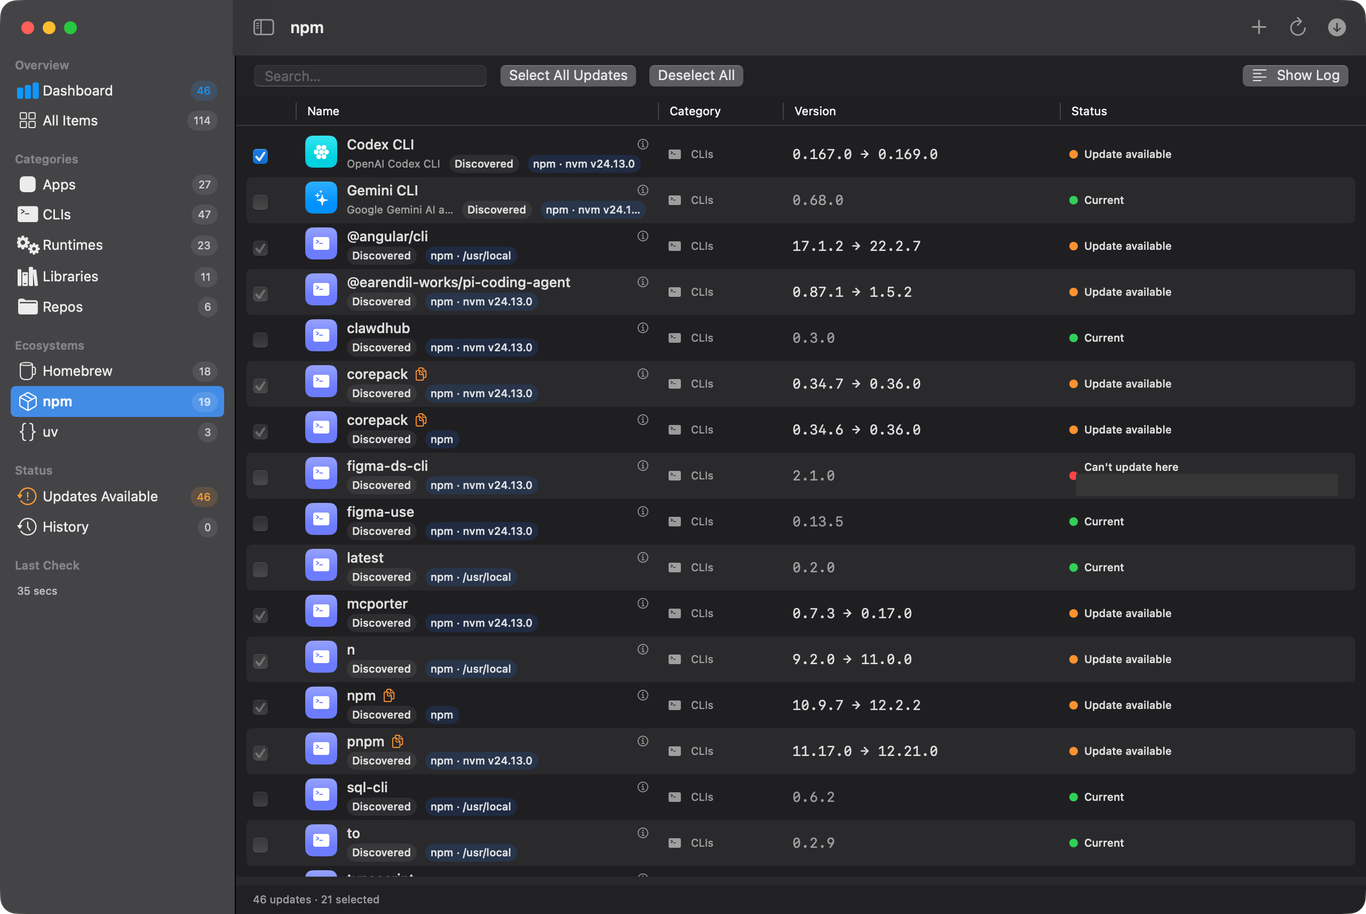 npm
Overview
Dashboard 46
All Items 114
Categories
Apps 27
CLIs 47
Runtimes 23
Libraries 11
Repos 6
Ecosystems
Homebrew 18
npm 19
uv 3
Status
Updates Available 46
History 0
Last Check
35 secs
Search... Select All Updates Deselect All Show Log
Name Category Version Status
Codex CLI
OpenAI Codex CLI Discovered npm · nvm v24.13.0 CLIs 0.167.0 → 0.169.0 Update available
Gemini CLI
Google Gemini AI a... Discovered npm · nvm v24.1... CLIs 0.68.0 Current
@angular/cli
Discovered npm · /usr/local CLIs 17.1.2 → 22.2.7 Update available
@earendil-works/pi-coding-agent
Discovered npm · nvm v24.13.0 CLIs 0.87.1 → 1.5.2 Update available
clawdhub
Discovered npm · nvm v24.13.0 CLIs 0.3.0 Current
corepack
Discovered npm · nvm v24.13.0 CLIs 0.34.7 → 0.36.0 Update available
corepack
Discovered npm CLIs 0.34.6 → 0.36.0 Update available
figma-ds-cli
Discovered npm · nvm v24.13.0 CLIs 2.1.0 Can't update here
figma-use
Discovered npm · nvm v24.13.0 CLIs 0.13.5 Current
latest
Discovered npm · /usr/local CLIs 0.2.0 Current
mcporter
Discovered npm · nvm v24.13.0 CLIs 0.7.3 → 0.17.0 Update available
n
Discovered npm · /usr/local CLIs 9.2.0 → 11.0.0 Update available
npm
Discovered npm CLIs 10.9.7 → 12.2.2 Update available
pnpm
Discovered npm · nvm v24.13.0 CLIs 11.17.0 → 12.21.0 Update available
sql-cli
Discovered npm · /usr/local CLIs 0.6.2 Current
to
Discovered npm · /usr/local CLIs 0.2.9 Current
46 updates · 21 selected